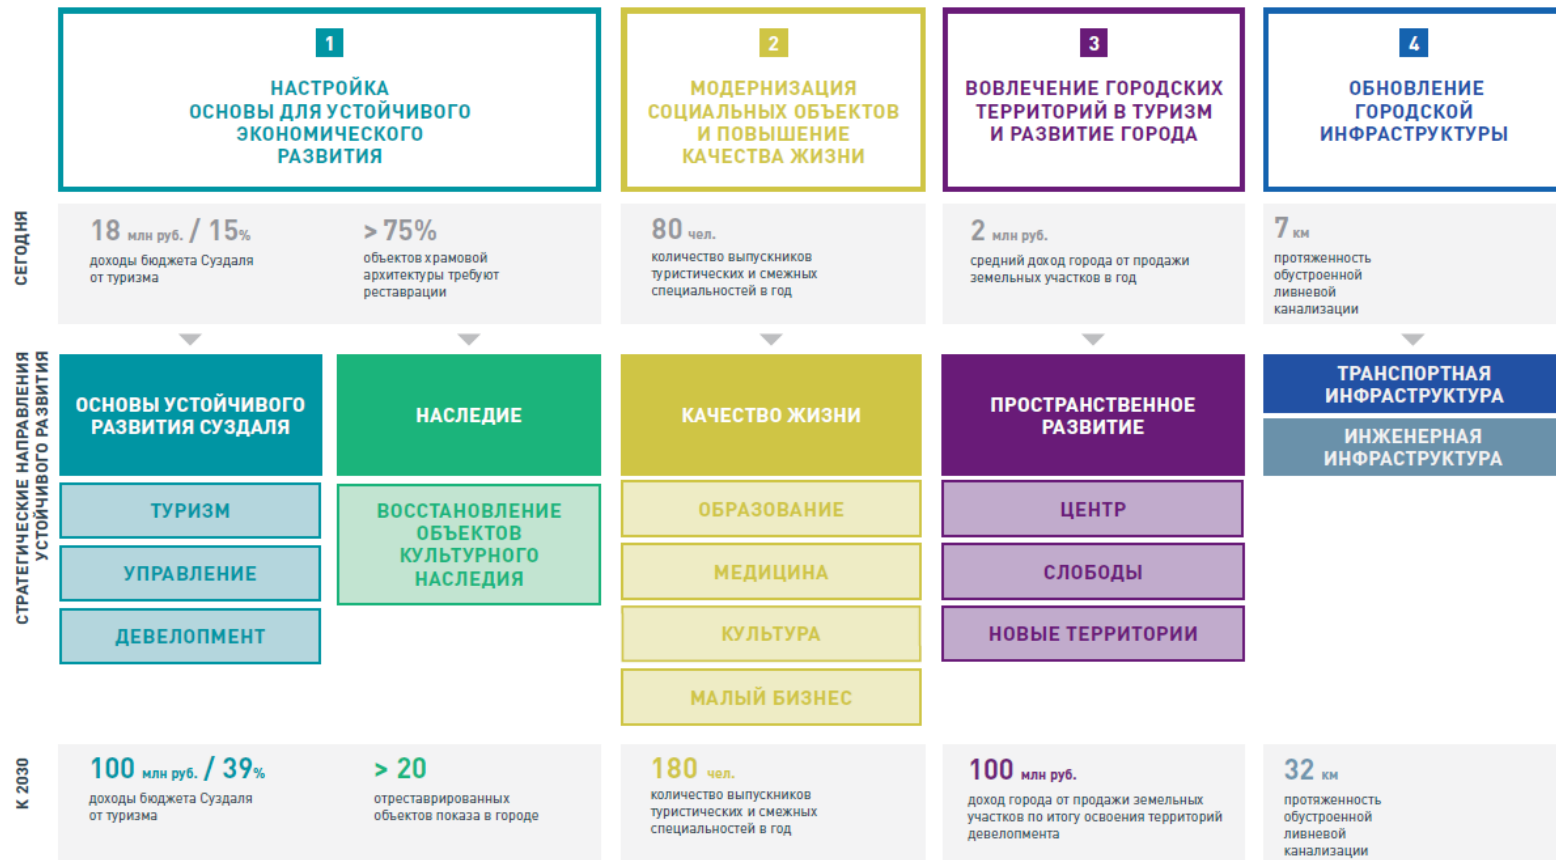 1
НАСТРОЙКА
ОСНОВЫ ДЛЯ УСТОЙЧИВОГО
ЭКОНОМИЧЕСКОГО
РАЗВИТИЯ
2
МОДЕРНИЗАЦИЯ
СОЦИАЛЬНЫХ ОБЪЕКТОВ
И ПОВЫШЕНИЕ
КАЧЕСТВА ЖИЗНИ
3
ВОВЛЕЧЕНИЕ ГОРОДСКИХ
ТЕРРИТОРИЙ В ТУРИЗМ
И РАЗВИТИЕ ГОРОДА
4
ОБНОВЛЕНИЕ
ГОРОДСКОЙ
ИНФРАСТРУКТУРЫ
СЕГОДНЯ
18 млн руб. / 15%
доходы бюджета Суздаля
от туризма
> 75%
объектов храмовой
архитектуры требуют
реставрации
80 чел.
количество выпускников
туристических и смежных
специальностей в год
2 млн руб.
средний доход города от продажи
земельных участков в год
7 км
протяженность
обустроенной
ливневой
канализации
СТРАТЕГИЧЕСКИЕ НАПРАВЛЕНИЯ
УСТОЙЧИВОГО РАЗВИТИЯ
ОСНОВЫ УСТОЙЧИВОГО
РАЗВИТИЯ СУЗДАЛЯ
ТУРИЗМ
УПРАВЛЕНИЕ
ДЕВЕЛОПМЕНТ
НАСЛЕДИЕ
ВОССТАНОВЛЕНИЕ
ОБЪЕКТОВ
КУЛЬТУРНОГО
НАСЛЕДИЯ
КАЧЕСТВО ЖИЗНИ
ОБРАЗОВАНИЕ
МЕДИЦИНА
КУЛЬТУРА
МАЛЫЙ БИЗНЕС
ПРОСТРАНСТВЕННОЕ
РАЗВИТИЕ
ЦЕНТР
СЛОБОДЫ
НОВЫЕ ТЕРРИТОРИИ
ТРАНСПОРТНАЯ
ИНФРАСТРУКТУРА
ИНЖЕНЕРНАЯ
ИНФРАСТРУКТУРА
К 2030
100 млн руб. / 39%
доходы бюджета Суздаля
от туризма
> 20
отреставрированных
объектов показа в городе
180 чел.
количество выпускников
туристических и смежных
специальностей в год
100 млн руб.
доход города от продажи земельных
участков по итогу освоения территорий
девелопмента
32 км
протяженность
обустроенной
ливневой
канализации